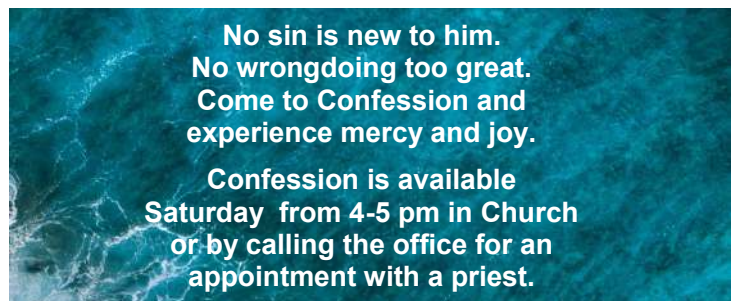 No sin is new to him.
No wrongdoing too great.
Come to Confession and
experience mercy and joy.
Confession is available
Saturday  from 4-5 pm in Church
or by calling the office for an
appointment with a priest.